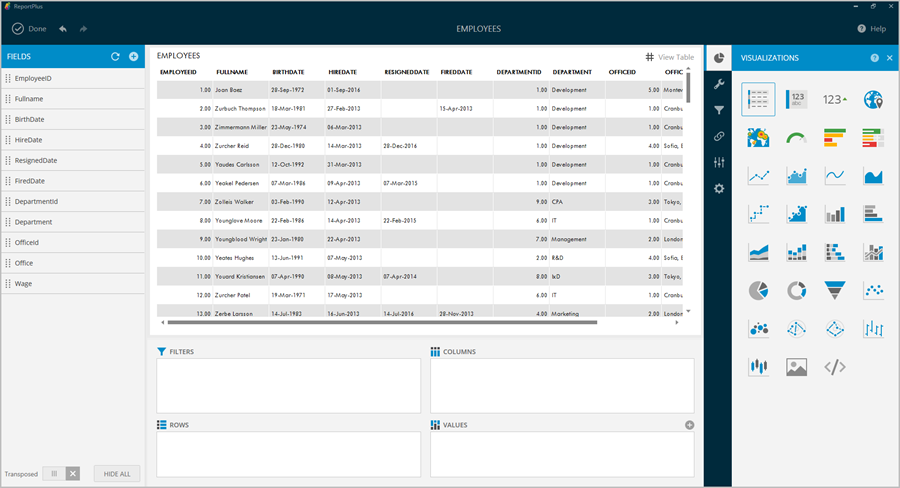 ReportPlus
Done
EMPLOYEES
Help
FIELDS
EmployeeID
Fullname
BirthDate
HireDate
ResignedDate
FiredDate
DepartmentId
Department
OfficeId
Office
Wage
Transposed
HIDE ALL
EMPLOYEES
View Table
EMPLOYEEID FULLNAME BIRTHDATE HIREDATE RESIGNEDDATE FIREDDATE DEPARTMENTID DEPARTMENT OFFICEID OFFIC
1.00 Joan Baez 28-Sep-1972 01-Sep-2016 1.00 Development 5.00 Montev
2.00 Zurbuch Thompson 18-Mar-1981 27-Feb-2013 15-Apr-2013 1.00 Development 1.00 Cranbu
3.00 Zimmermann Miller 23-May-1974 06-Mar-2013 1.00 Development 1.00 Cranbu
4.00 Zurcher Reid 28-Dec-1980 14-Mar-2013 28-Dec-2016 1.00 Development 4.00 Sofia, B
5.00 Youdes Carlsson 12-Oct-1992 31-Mar-2013 1.00 Development 1.00 Cranbu
6.00 Yeakel Pedersen 07-Mar-1986 09-Apr-2013 07-Mar-2015 1.00 Development 1.00 Cranbu
7.00 Zolleis Walker 03-Feb-1990 12-Apr-2013 9.00 CPA 3.00 Tokyo,
8.00 Younglove Moore 22-Feb-1986 14-Apr-2013 22-Feb-2015 6.00 IT 1.00 Cranbu
9.00 Youngblood Wright 23-Jan-1980 22-Apr-2013 7.00 Management 2.00 London
10.00 Yeates Hughes 13-Jun-1991 05-May-2013 2.00 R&D 4.00 Sofia, B
11.00 Youard Kristiansen 07-Apr-1990 08-May-2013 07-Apr-2014 8.00 IxD 3.00 Tokyo,
12.00 Zurcher Patel 19-Mar-1971 17-May-2013 6.00 IT 1.00 Cranbu
13.00 Zerbe Larsson 14-Jul-1983 16-Jun-2013 14-Jul-2016 28-Nov-2013 4.00 Marketing 2.00 London
FILTERS
COLUMNS
ROWS
VALUES
VISUALIZATIONS
123
abc
123